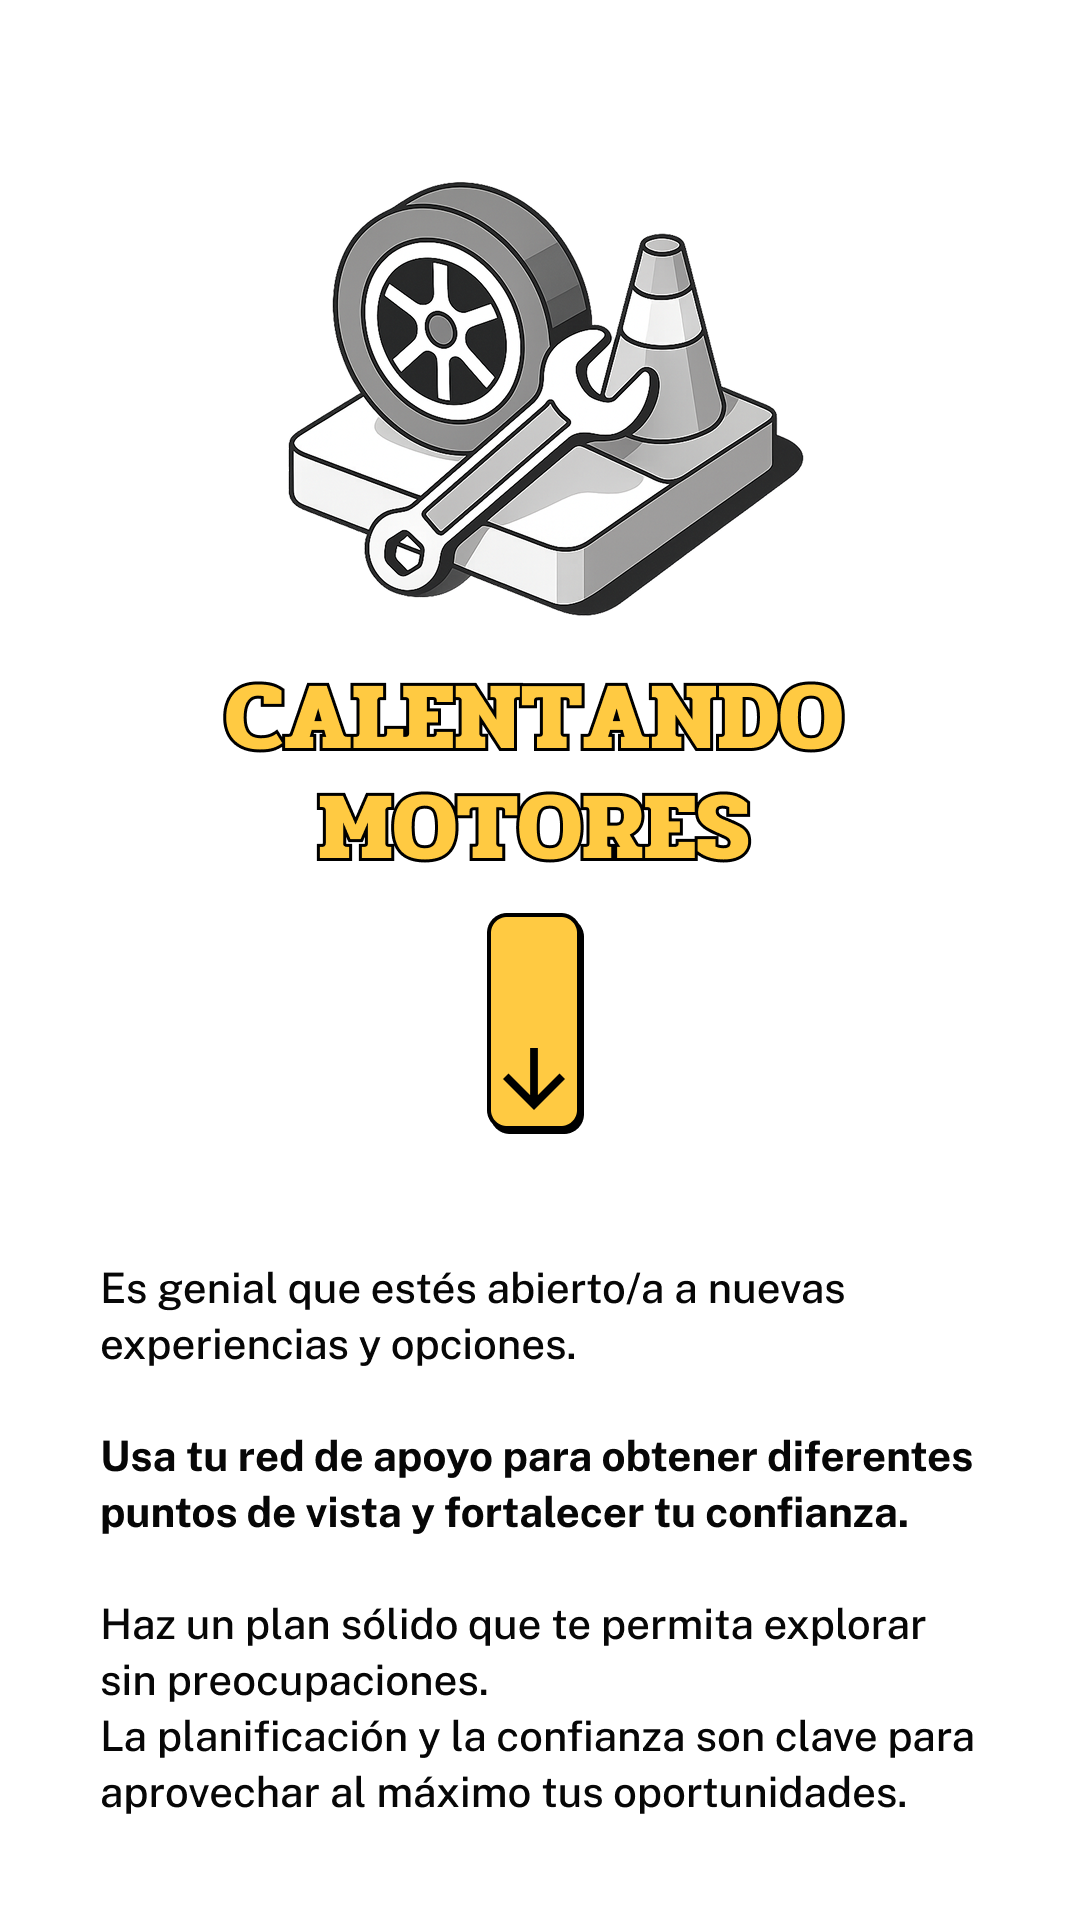 CALENTANDO
MOTORES
Es genial que estés abierto/a a nuevas
experiencias y opciones.
Usa tu red de apoyo para obtener diferentes
puntos de vista y fortalecer tu confianza.
Haz un plan sólido que te permita explorar
sin preocupaciones.
La planificación y la confianza son clave para
aprovechar al máximo tus oportunidades.